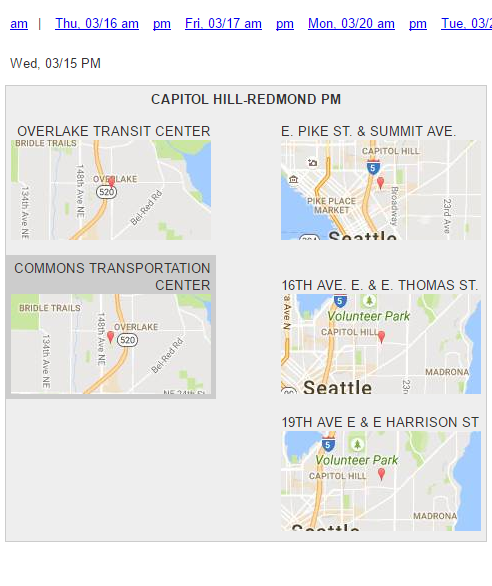 am | Thu, 03/16 am pm Fri, 03/17 am pm Mon, 03/20 am pm Tue, 03/2
Wed, 03/15 PM
CAPITOL HILL-REDMOND PM
OVERLAKE TRANSIT CENTER
BRIDLE TRAILS
148th Ave NE
134th Ave NE
OVERLAKE
520
Bel-Red Rd
E. PIKE ST. & SUMMIT AVE.
CAPITOL HILL
5
PIKE PLACE
MARKET
Broadway
23rd Ave
Seattle
COMMONS TRANSPORTATION
CENTER
BRIDLE TRAILS
148th Ave NE
134th Ave NE
OVERLAKE
520
Bel-Red Rd
NE 24th St
16TH AVE. E. & E. THOMAS ST.
5
Volunteer Park
CAPITOL HILL
MADRONA
Seattle
23rd
19TH AVE E & E HARRISON ST
5
Volunteer Park
CAPITOL HILL
MADRONA
Seattle